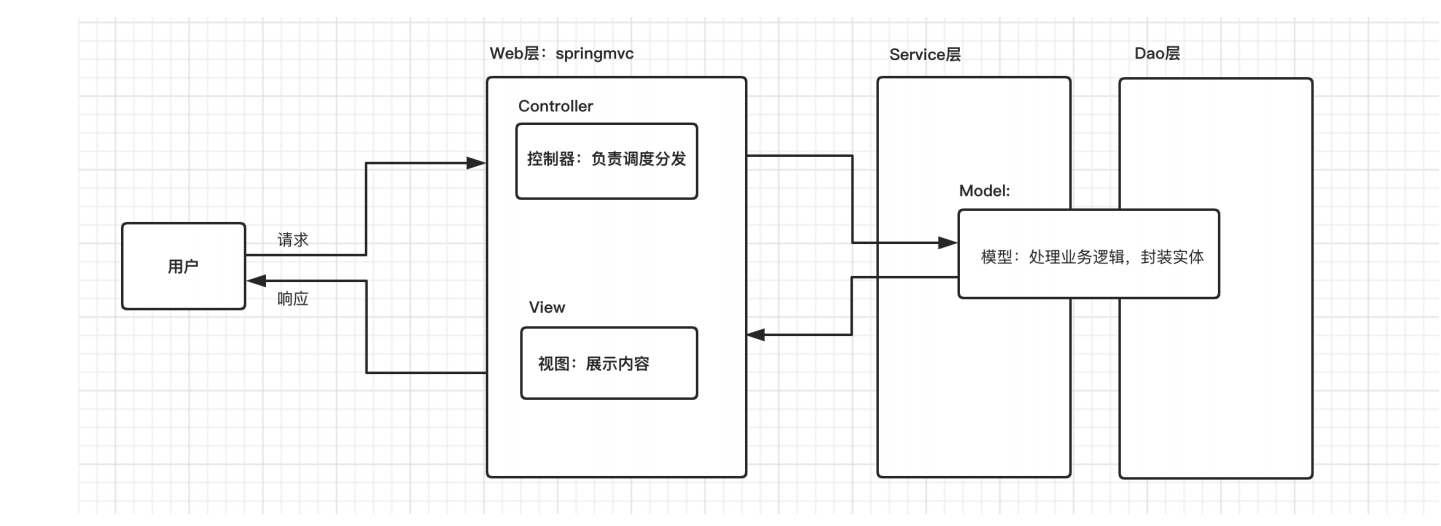 Web层：springmvc
Service层
Dao层
Controller
控制器：负责调度分发
Model:
模型：处理业务逻辑，封装实体
请求
用户
响应
View
视图：展示内容